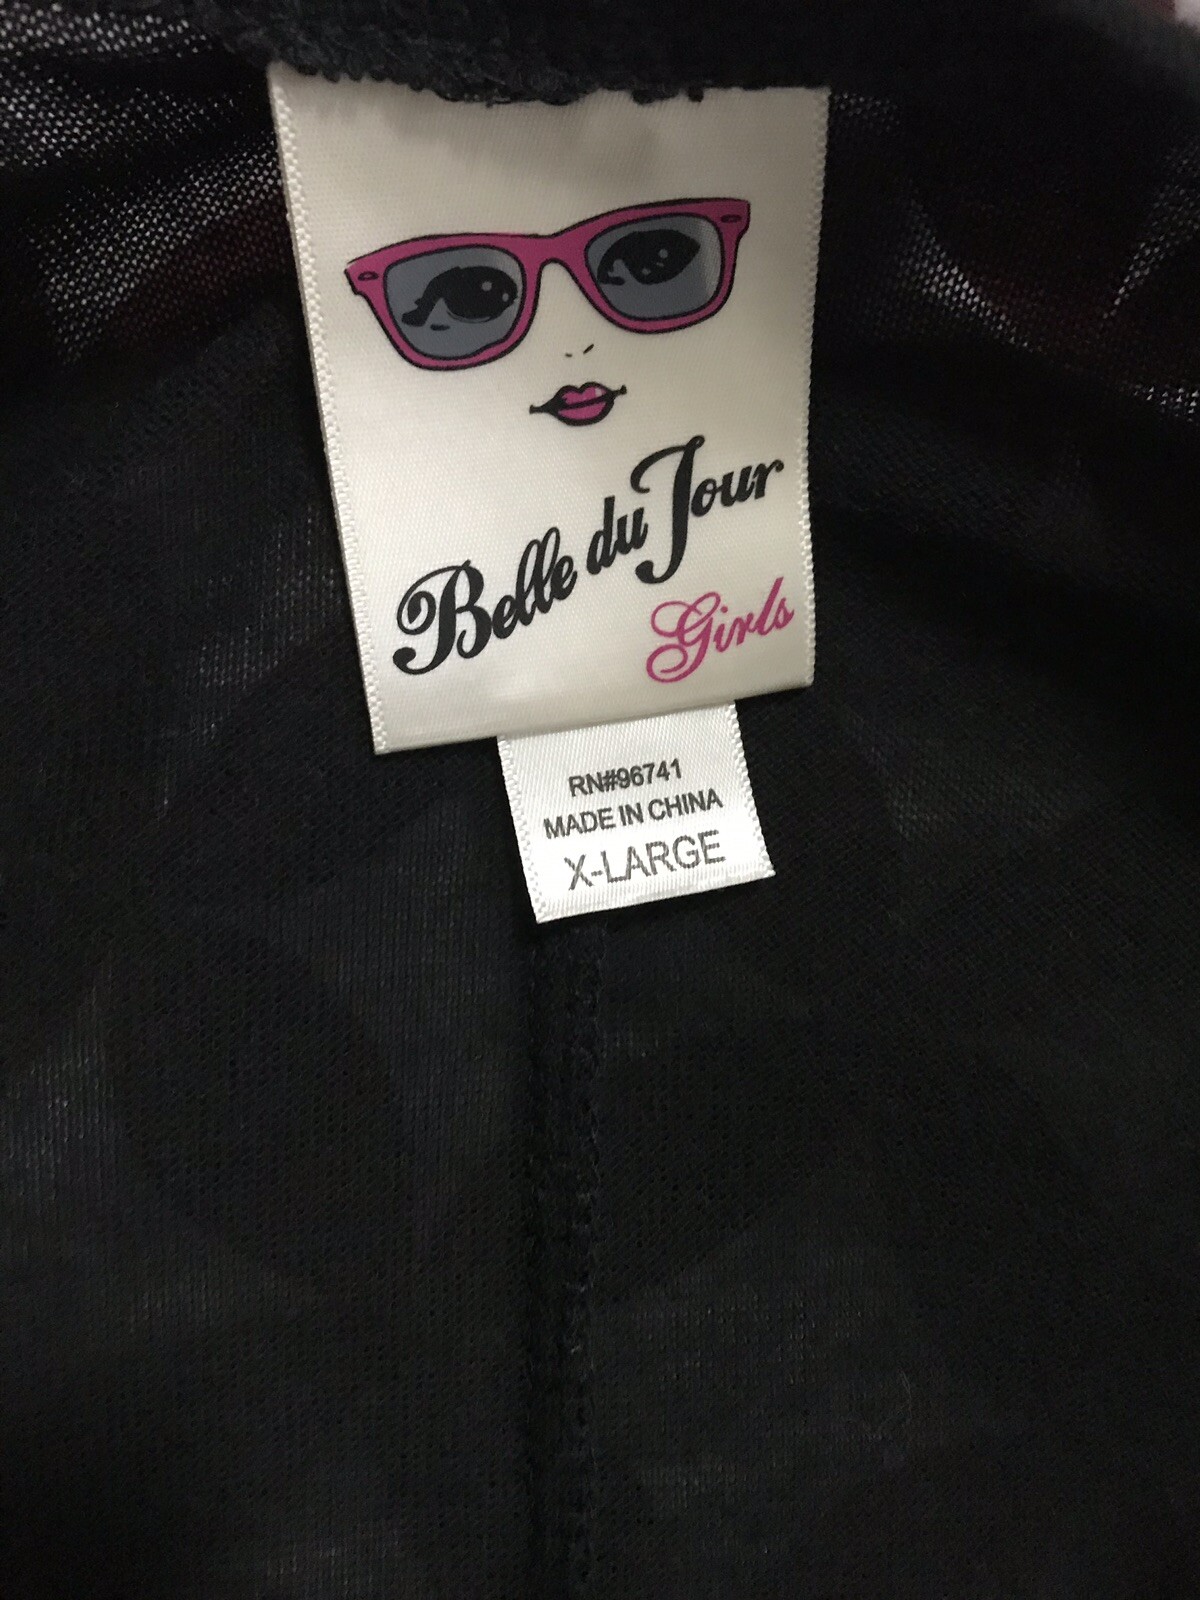 Belle du Jour
Girls
RN#96741
MADE IN CHINA
X-LARGE